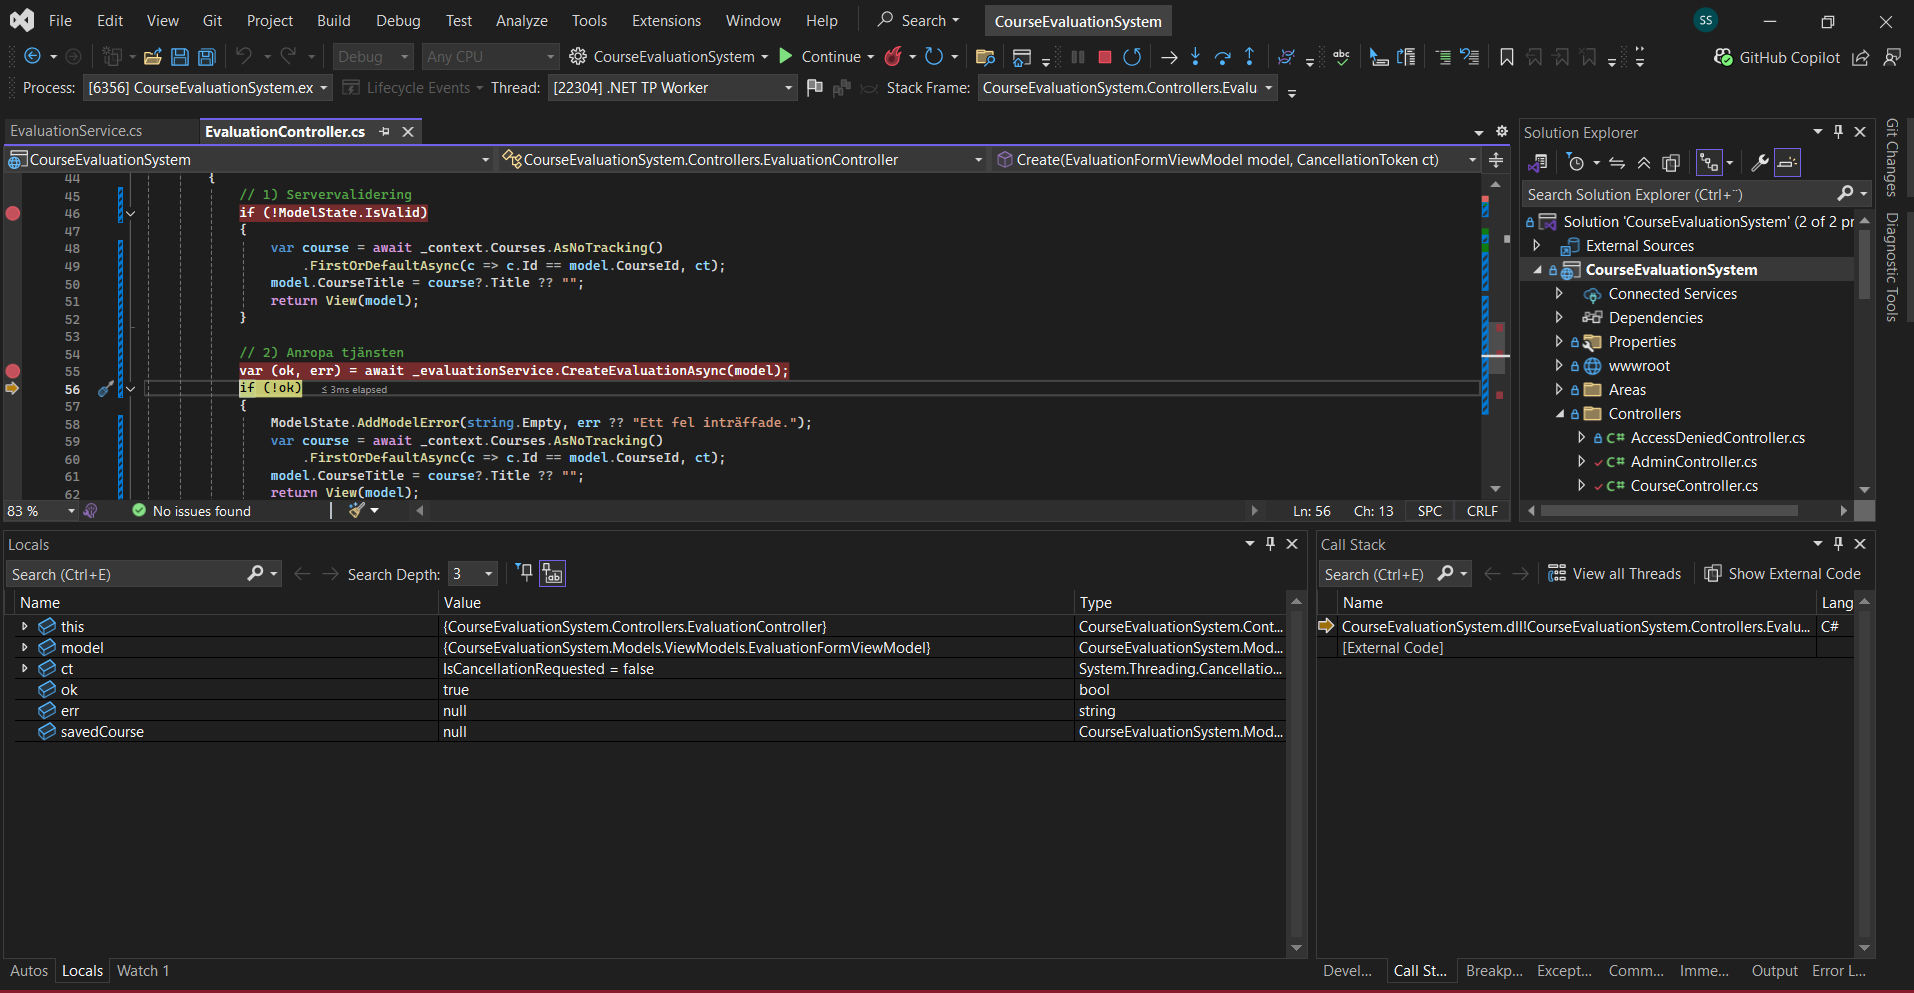 File Edit View Git Project Build Debug Test Analyze Tools Extensions Window Help Search CourseEvaluationSystem SS
Debug Any CPU CourseEvaluationSystem Continue abc GitHub Copilot
Process: [6356] CourseEvaluationSystem.ex Lifecycle Events Thread: [22304] .NET TP Worker Stack Frame: CourseEvaluationSystem.Controllers.Evalu
EvaluationService.cs EvaluationController.cs
CourseEvaluationSystem CourseEvaluationSystem.Controllers.EvaluationController Create(EvaluationFormViewModel model, CancellationToken ct)
44 {
45 // 1) Servervalidering
46 if (!ModelState.IsValid)
47 {
48 var course = await _context.Courses.AsNoTracking()
49 .FirstOrDefaultAsync(c => c.Id == model.CourseId, ct);
50 model.CourseTitle = course?.Title ?? "";
51 return View(model);
52 }
53
54 // 2) Anropa tjänsten
55 var (ok, err) = await _evaluationService.CreateEvaluationAsync(model);
56 if (!ok) ≤ 3ms elapsed
57 {
58 ModelState.AddModelError(string.Empty, err ?? "Ett fel inträffade.");
59 var course = await _context.Courses.AsNoTracking()
60 .FirstOrDefaultAsync(c => c.Id == model.CourseId, ct);
61 model.CourseTitle = course?.Title ?? "";
62 return View(model);
83 % No issues found Ln: 56 Ch: 13 SPC CRLF
Solution Explorer
Search Solution Explorer (Ctrl+¨)
Solution 'CourseEvaluationSystem' (2 of 2 pr
External Sources
CourseEvaluationSystem
Connected Services
Dependencies
Properties
wwwroot
Areas
Controllers
C# AccessDeniedController.cs
C# AdminController.cs
C# CourseController.cs
Git Changes
Diagnostic Tools
Locals
Search (Ctrl+E) Search Depth: 3
Name Value Type
this {CourseEvaluationSystem.Controllers.EvaluationController} CourseEvaluationSystem.Cont...
model {CourseEvaluationSystem.Models.ViewModels.EvaluationFormViewModel} CourseEvaluationSystem.Mod...
ct IsCancellationRequested = false System.Threading.Cancellatio...
ok true bool
err null string
savedCourse null CourseEvaluationSystem.Mod...
Autos Locals Watch 1
Call Stack
Search (Ctrl+E) View all Threads Show External Code
Name Lang
CourseEvaluationSystem.dll!CourseEvaluationSystem.Controllers.Evalu... C#
[External Code]
Devel... Call St... Breakp... Except... Comm... Imme... Output Error L...